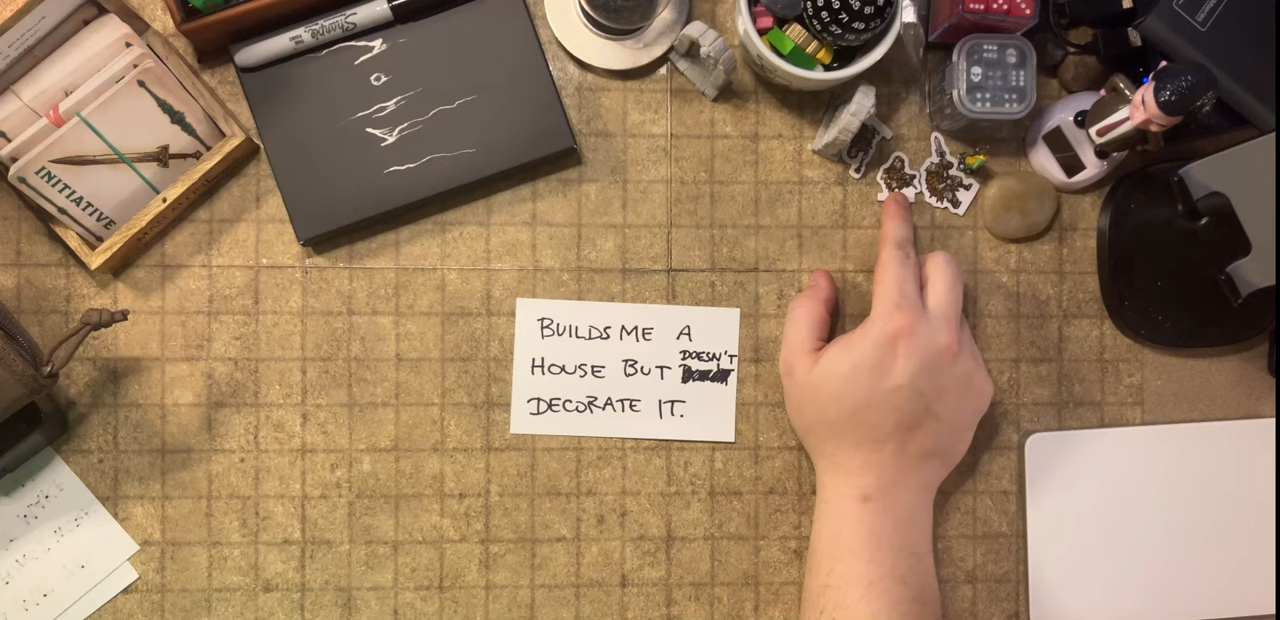 Sharpie
INITIATIVE
BUILDS ME A
HOUSE BUT DOESN'T
DECORATE IT.